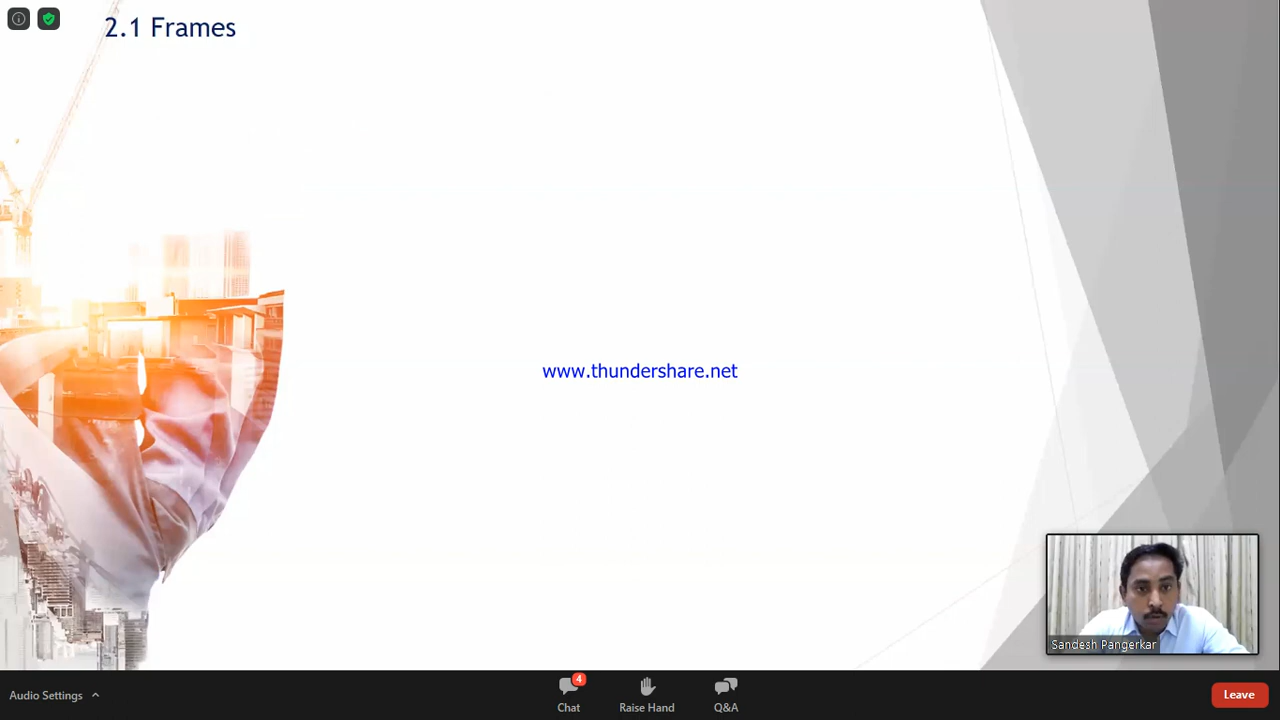 2.1 Frames
www.thundershare.net
Sandesh Pangerkar
Audio Settings
4
Chat
Raise Hand
Q&A
Leave